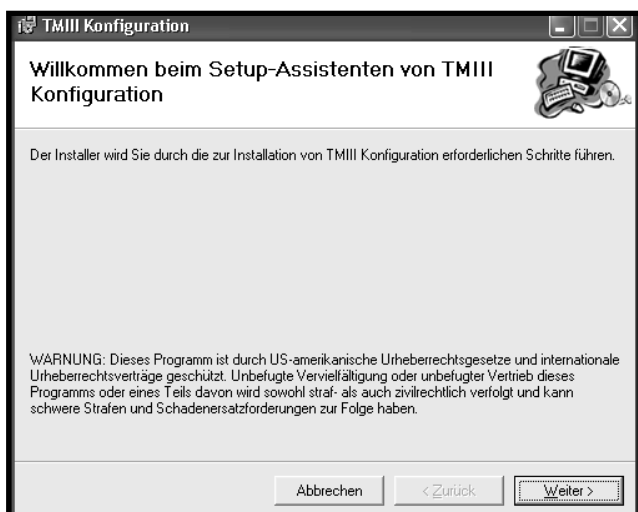 TMIII Konfiguration
Willkommen beim Setup-Assistenten von TMIII
Konfiguration
Der Installer wird Sie durch die zur Installation von TMIII Konfiguration erforderlichen Schritte führen.
WARNUNG: Dieses Programm ist durch US-amerikanische Urheberrechtsgesetze und internationale
Urheberrechtsverträge geschützt. Unbefugte Vervielfältigung oder unbefugter Vertrieb dieses
Programms oder eines Teils davon wird sowohl straf- als auch zivilrechtlich verfolgt und kann
schwere Strafen und Schadenersatzforderungen zur Folge haben.
Abbrechen
< Zurück
Weiter >